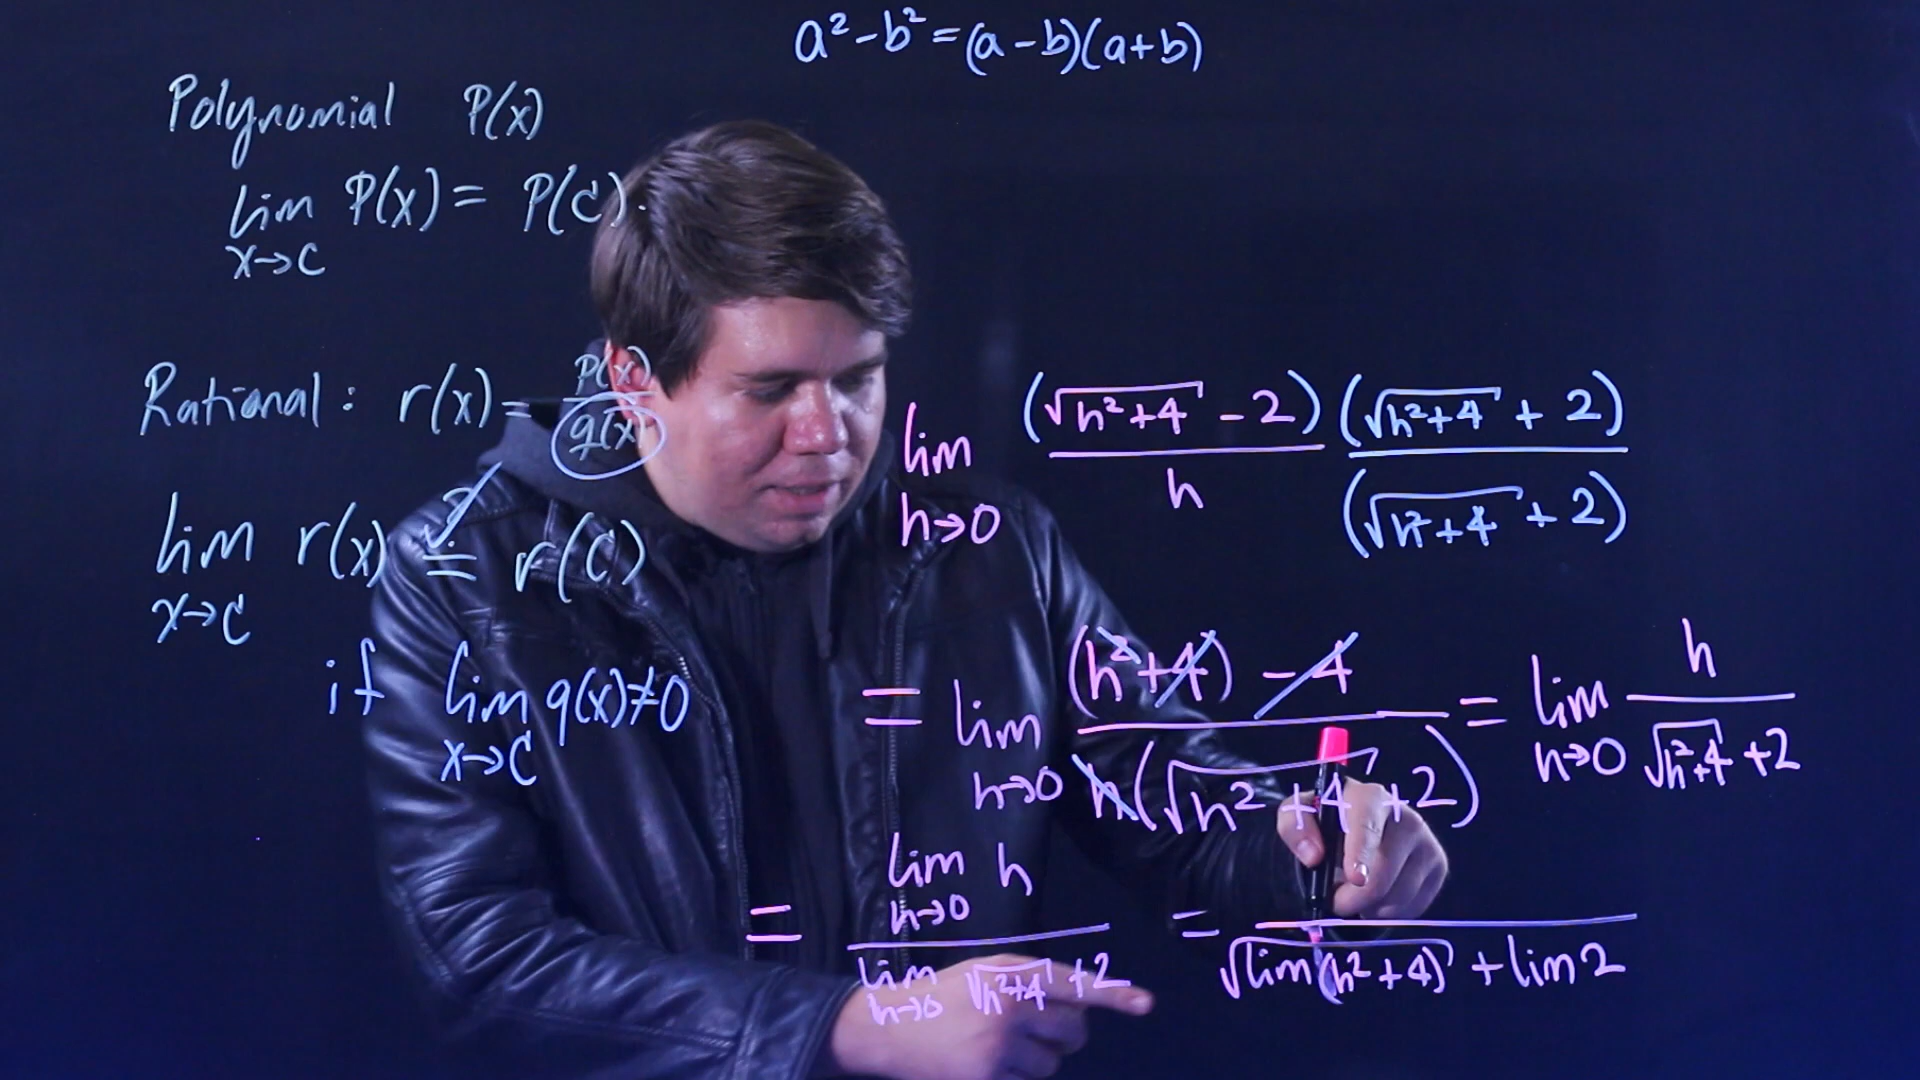 a² - b² = (a - b)(a + b)
Polynomial P(x)
lim P(x) = P(c).
x→c
Rational: r(x) = p(x)/q(x)
lim r(x) =? r(c)
x→c
if lim q(x) ≠ 0
x→c
lim (√(h²+4) - 2)(√(h²+4) + 2)
h→0 h (√(h²+4) + 2)
= lim (h²+4) - 4 = lim h
h→0 h(√(h²+4) + 2) h→0 √(h²+4) + 2
= lim h =
h→0
lim √(h²+4) + 2 √(lim(h²+4)) + lim 2
h→0